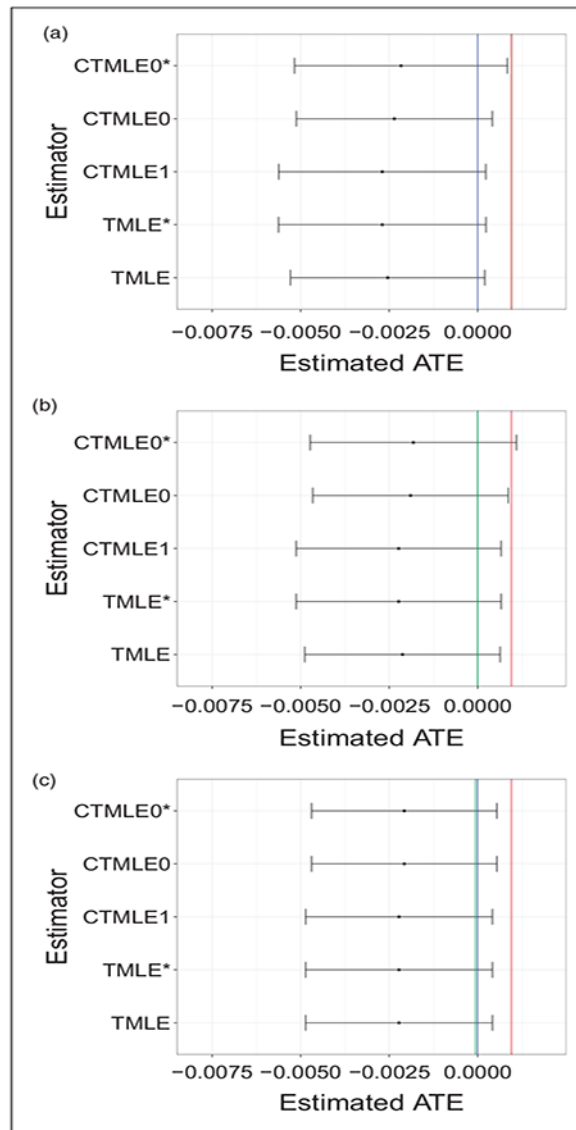 (a)
Estimator
CTMLE0*
CTMLE0
CTMLE1
TMLE*
TMLE
−0.0075 −0.0050 −0.0025 0.0000
Estimated ATE
(b)
Estimator
CTMLE0*
CTMLE0
CTMLE1
TMLE*
TMLE
−0.0075 −0.0050 −0.0025 0.0000
Estimated ATE
(c)
Estimator
CTMLE0*
CTMLE0
CTMLE1
TMLE*
TMLE
−0.0075 −0.0050 −0.0025 0.0000
Estimated ATE